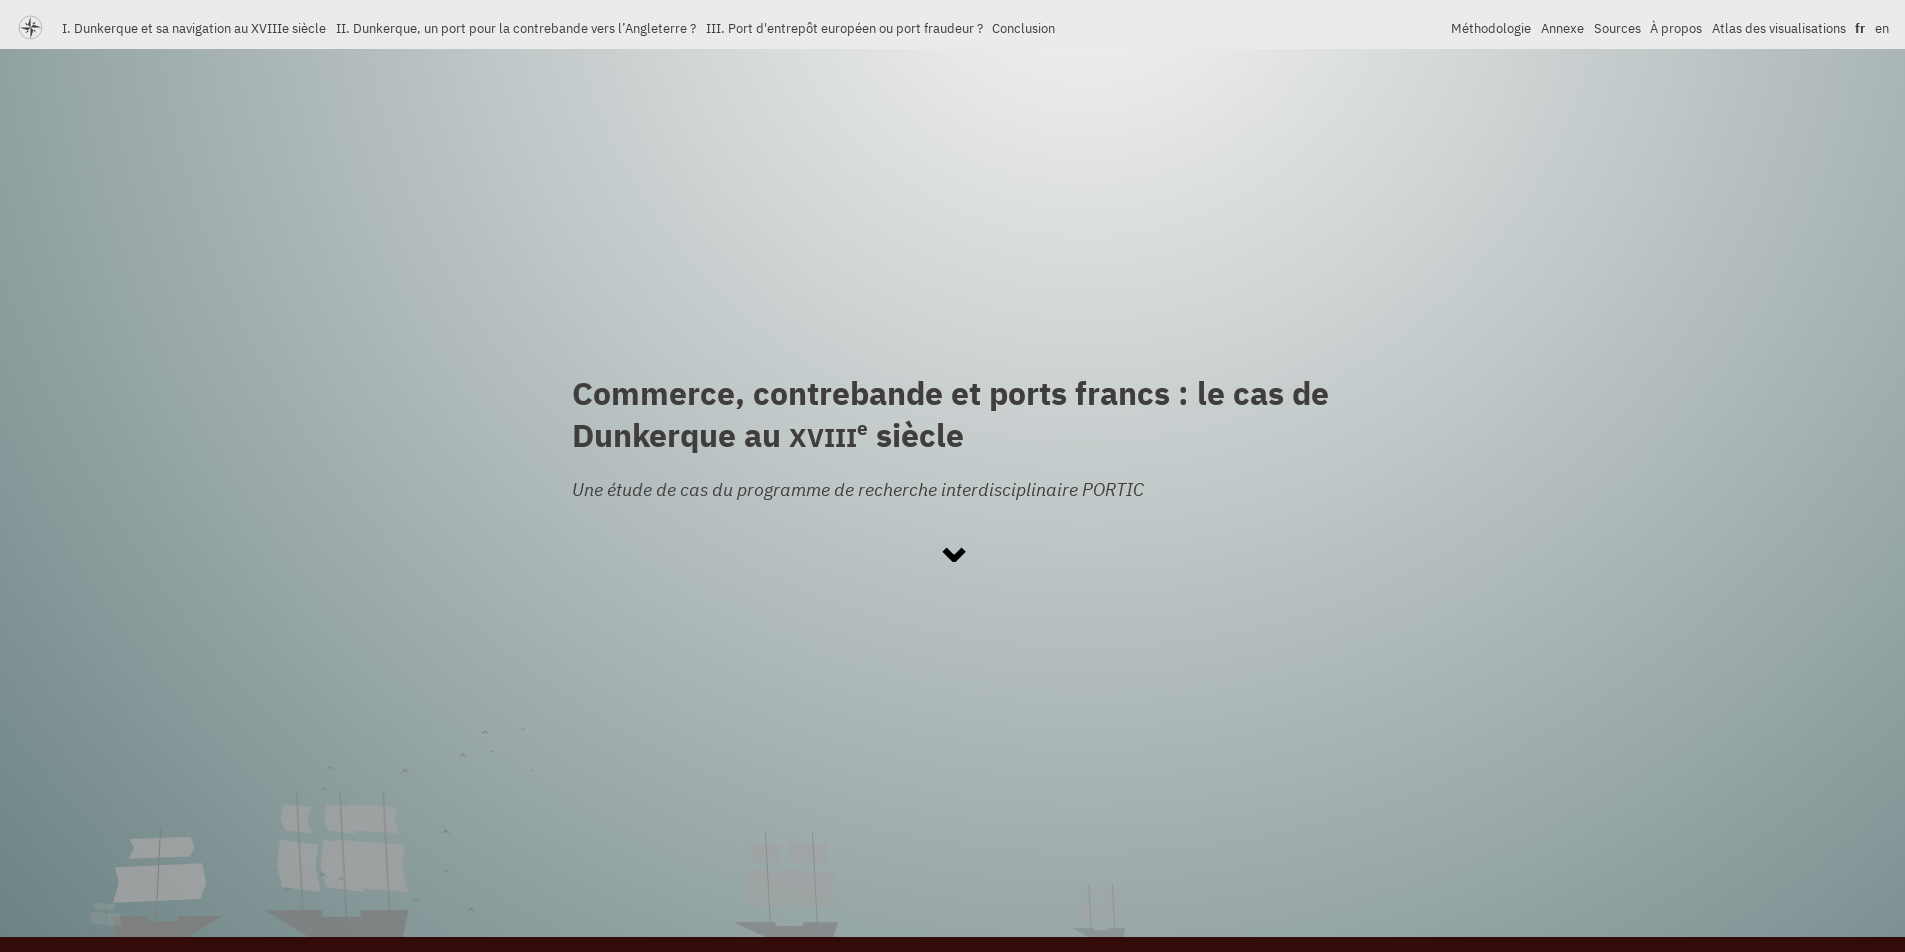 I. Dunkerque et sa navigation au XVIIIe siècle II. Dunkerque, un port pour la contrebande vers l’Angleterre ? III. Port d'entrepôt européen ou port fraudeur ? Conclusion Méthodologie Annexe Sources À propos Atlas des visualisations fr en
Commerce, contrebande et ports francs : le cas de
Dunkerque au XVIIIe siècle
Une étude de cas du programme de recherche interdisciplinaire PORTIC